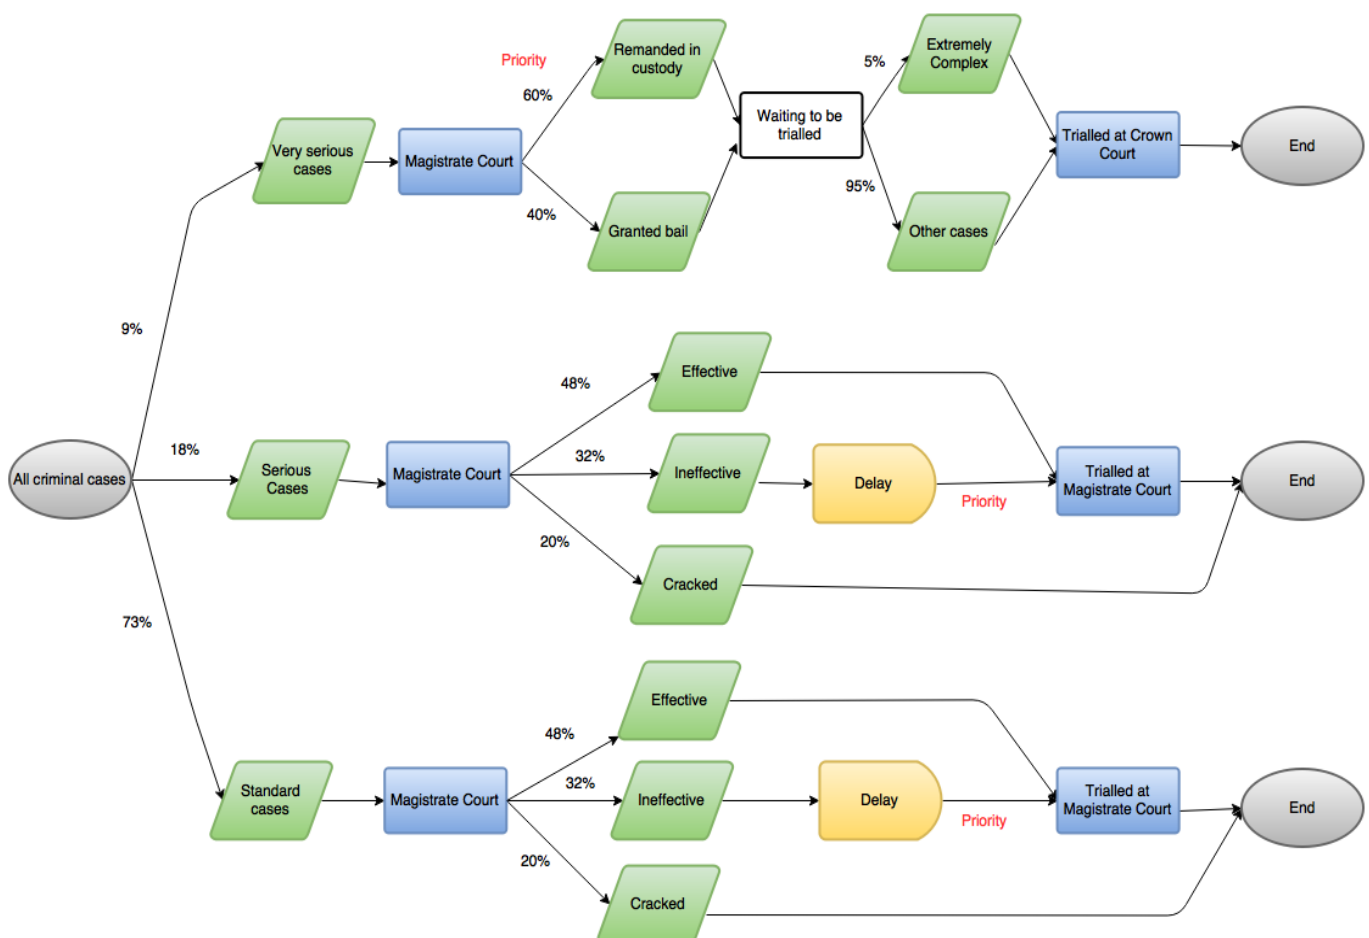 Remanded in
custody
Priority
60%
Extremely
Complex
5%
Waiting to be
trialled
Very serious
cases
Magistrate Court
Trialled at Crown
Court
End
95%
40%
Granted bail
Other cases
9%
Effective
48%
18%
32%
Ineffective
All criminal cases
Serious
Cases
Magistrate Court
Delay
Priority
Trialled at
Magistrate Court
End
20%
Cracked
73%
Effective
48%
32%
Standard
cases
Magistrate Court
Ineffective
Delay
Priority
Trialled at
Magistrate Court
End
20%
Cracked